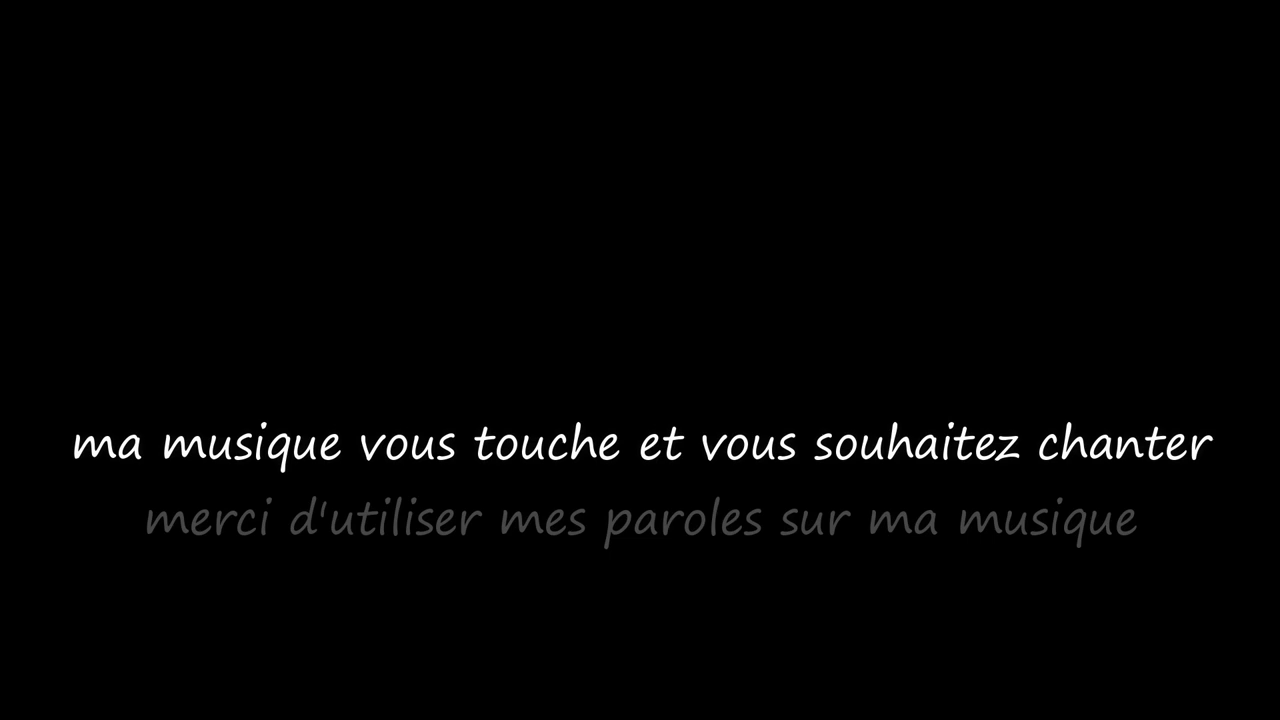 ma musique vous touche et vous souhaitez chanter
merci d'utiliser mes paroles sur ma musique